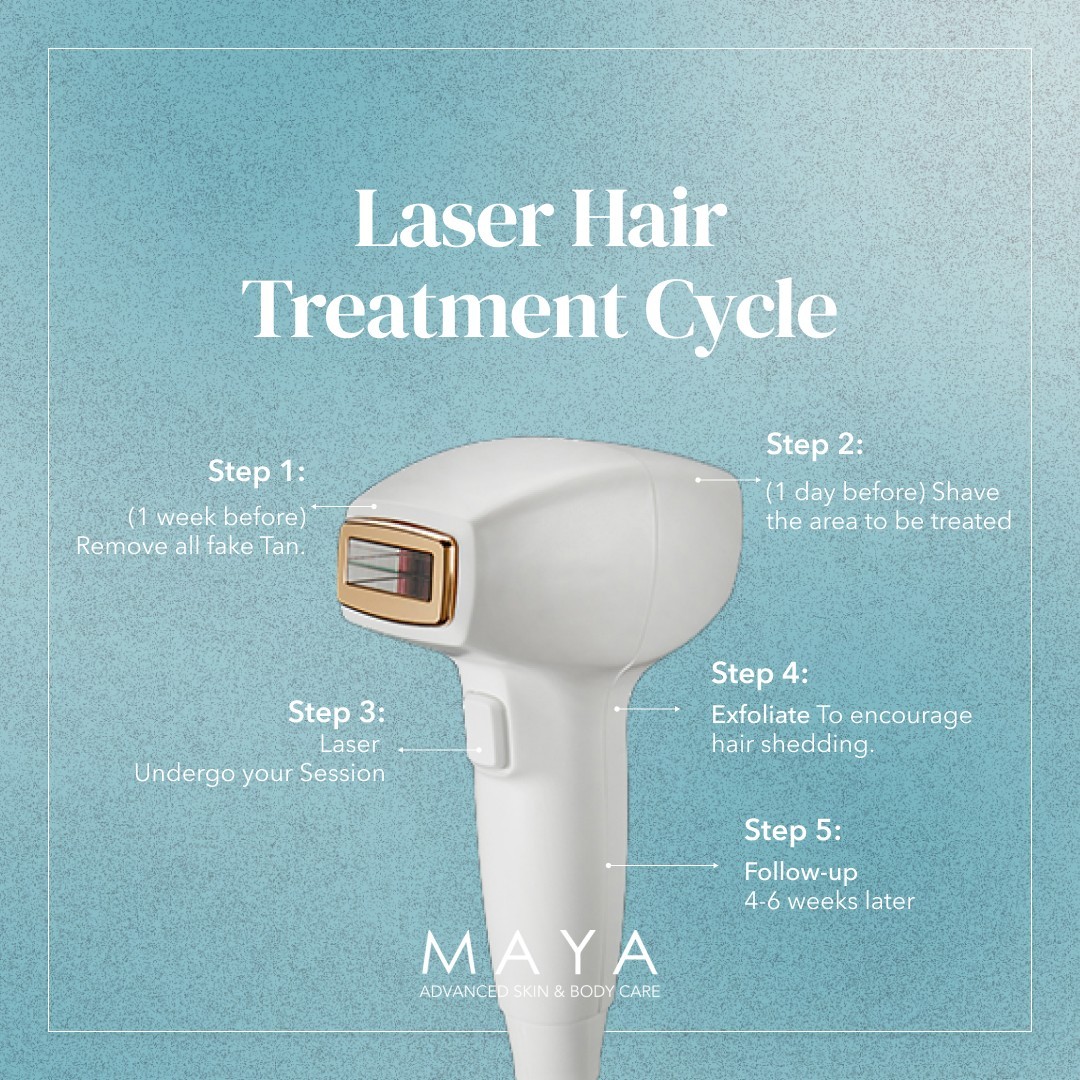 Laser Hair
Treatment Cycle
Step 1:
(1 week before)
Remove all fake Tan.
Step 2:
(1 day before) Shave
the area to be treated
Step 3:
Laser
Undergo your Session
Step 4:
Exfoliate To encourage
hair shedding.
Step 5:
Follow-up
4-6 weeks later
MAYA
ADVANCED SKIN & BODY CARE